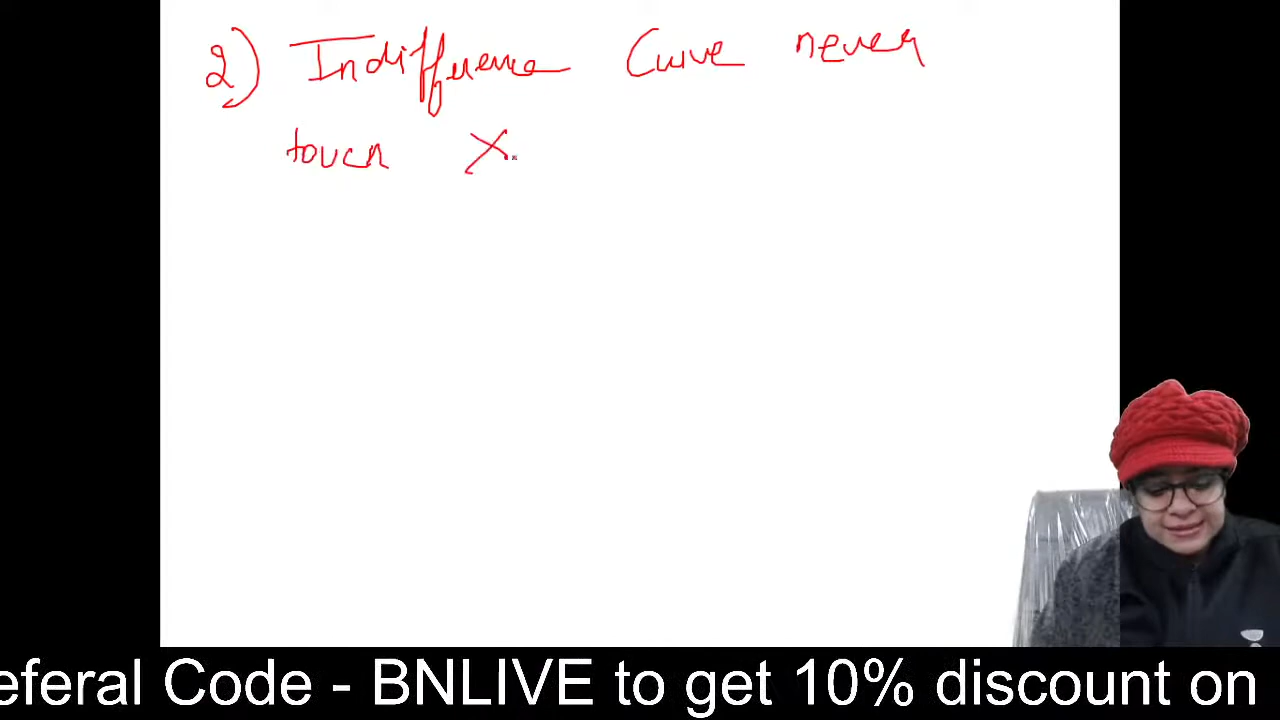 2) Indifference Curve never
touch X
eferal Code - BNLIVE to get 10% discount on